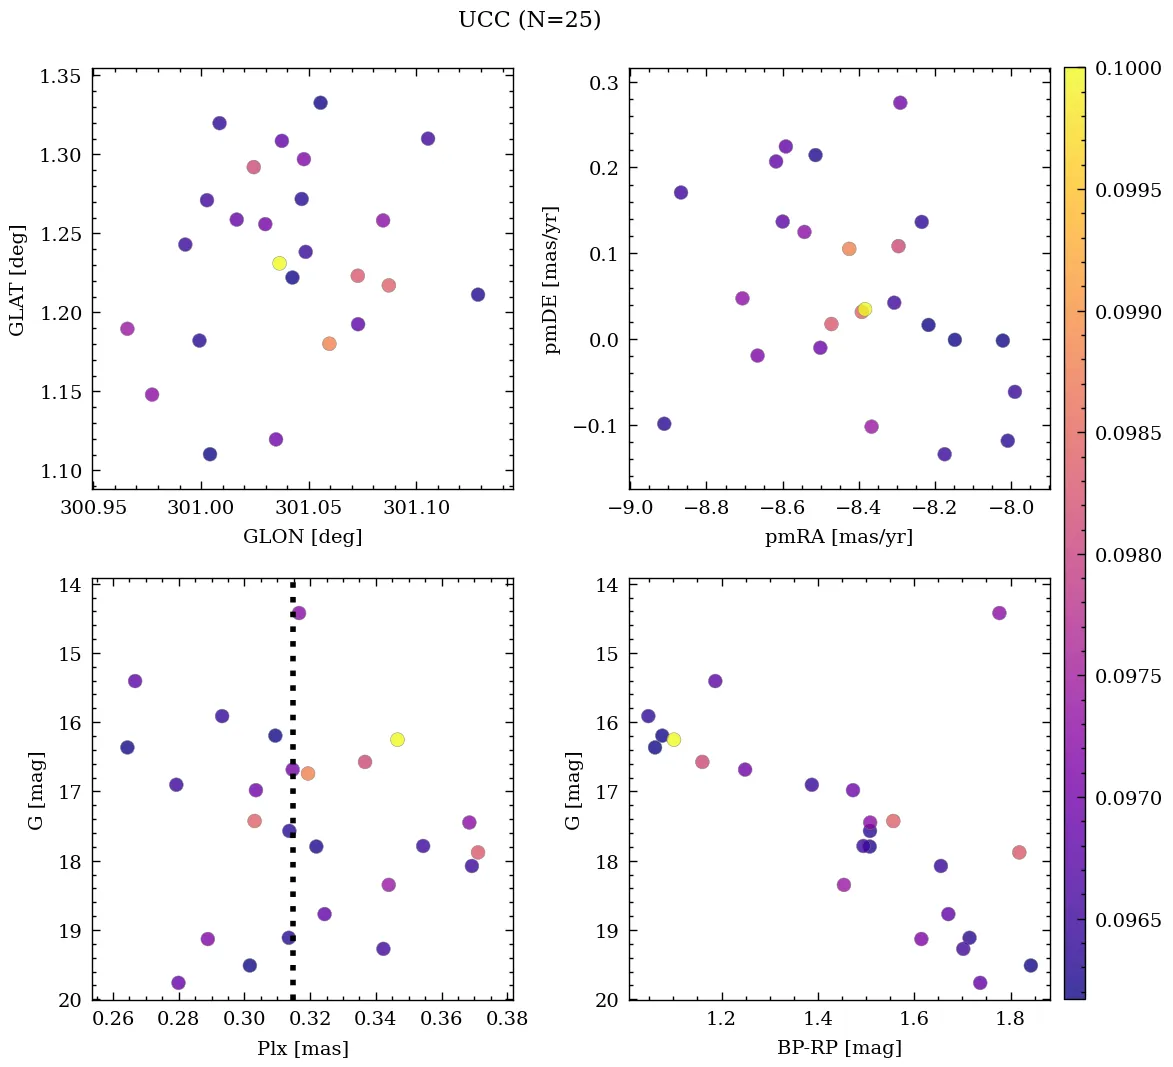 UCC (N=25)
1.35
1.30
1.25
1.20
1.15
1.10
GLAT [deg]
300.95 301.00 301.05 301.10
GLON [deg]
0.3
0.2
0.1
0.0
−0.1
pmDE [mas/yr]
−9.0 −8.8 −8.6 −8.4 −8.2 −8.0
pmRA [mas/yr]
14
15
16
17
18
19
20
G [mag]
0.26 0.28 0.30 0.32 0.34 0.36 0.38
Plx [mas]
14
15
16
17
18
19
20
G [mag]
1.2 1.4 1.6 1.8
BP-RP [mag]
0.1000
0.0995
0.0990
0.0985
0.0980
0.0975
0.0970
0.0965